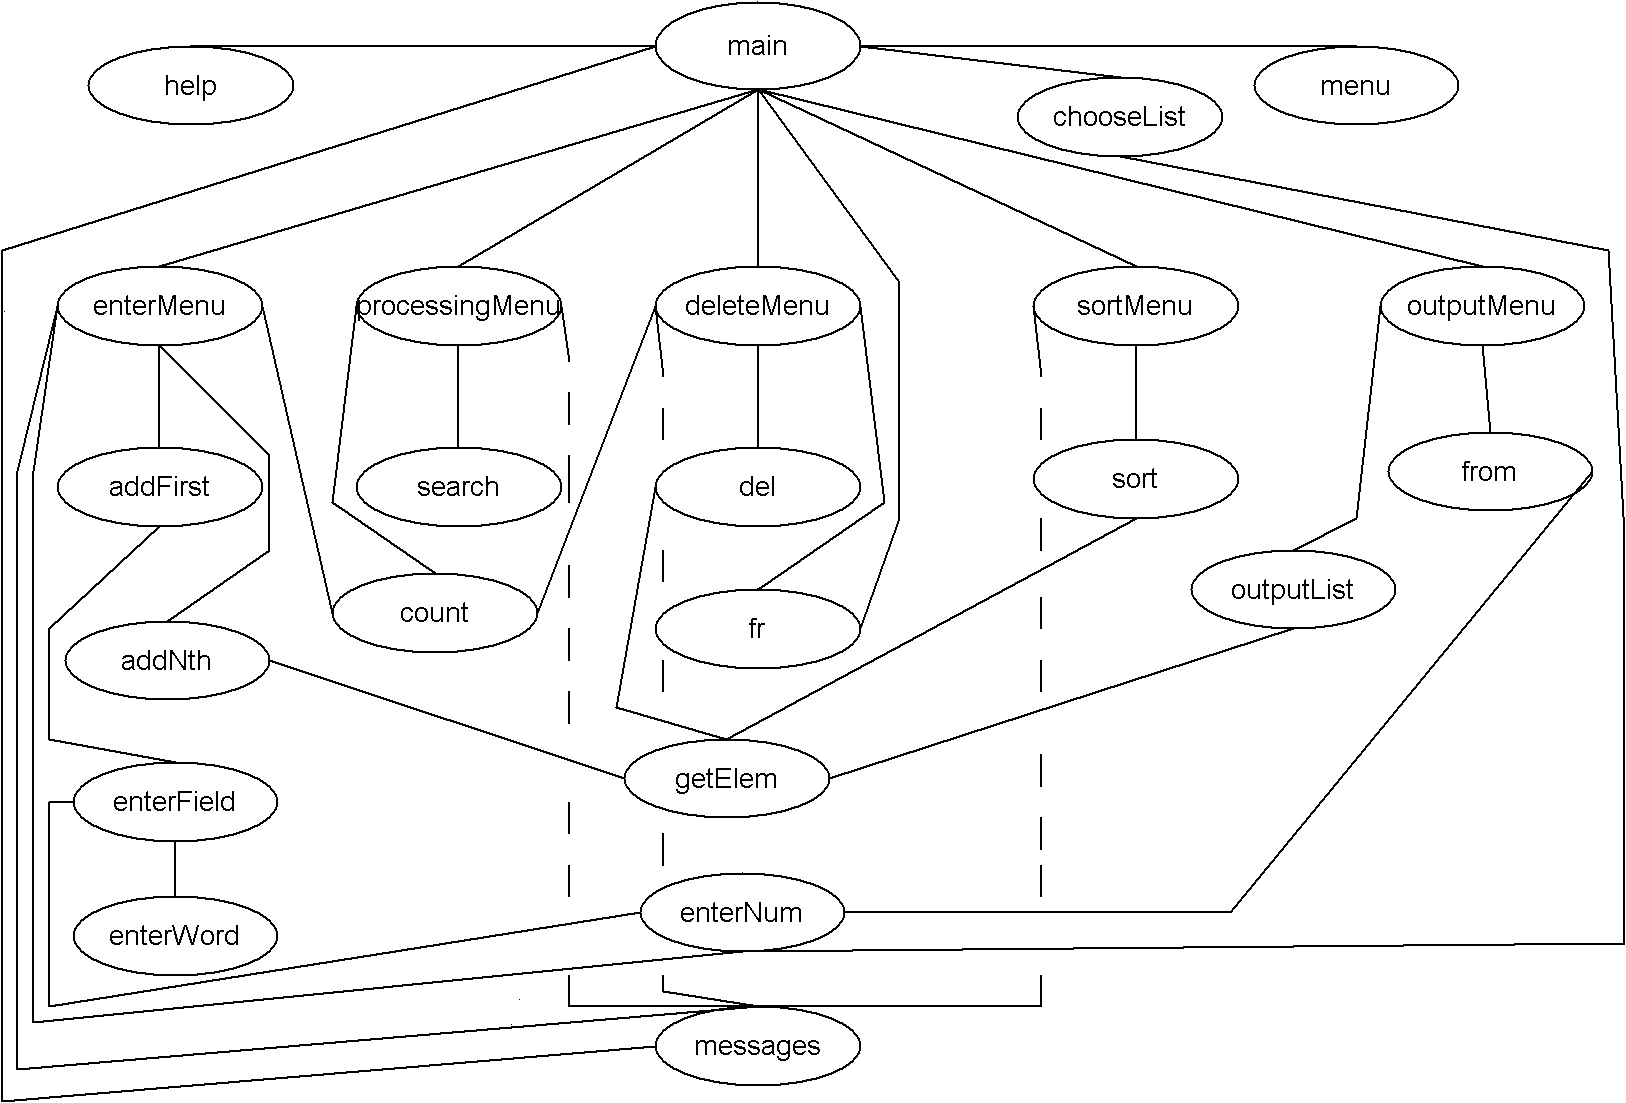 main
help
menu
chooseList
enterMenu
processingMenu
deleteMenu
sortMenu
outputMenu
addFirst
search
del
sort
from
outputList
count
fr
addNth
getElem
enterField
enterNum
enterWord
messages